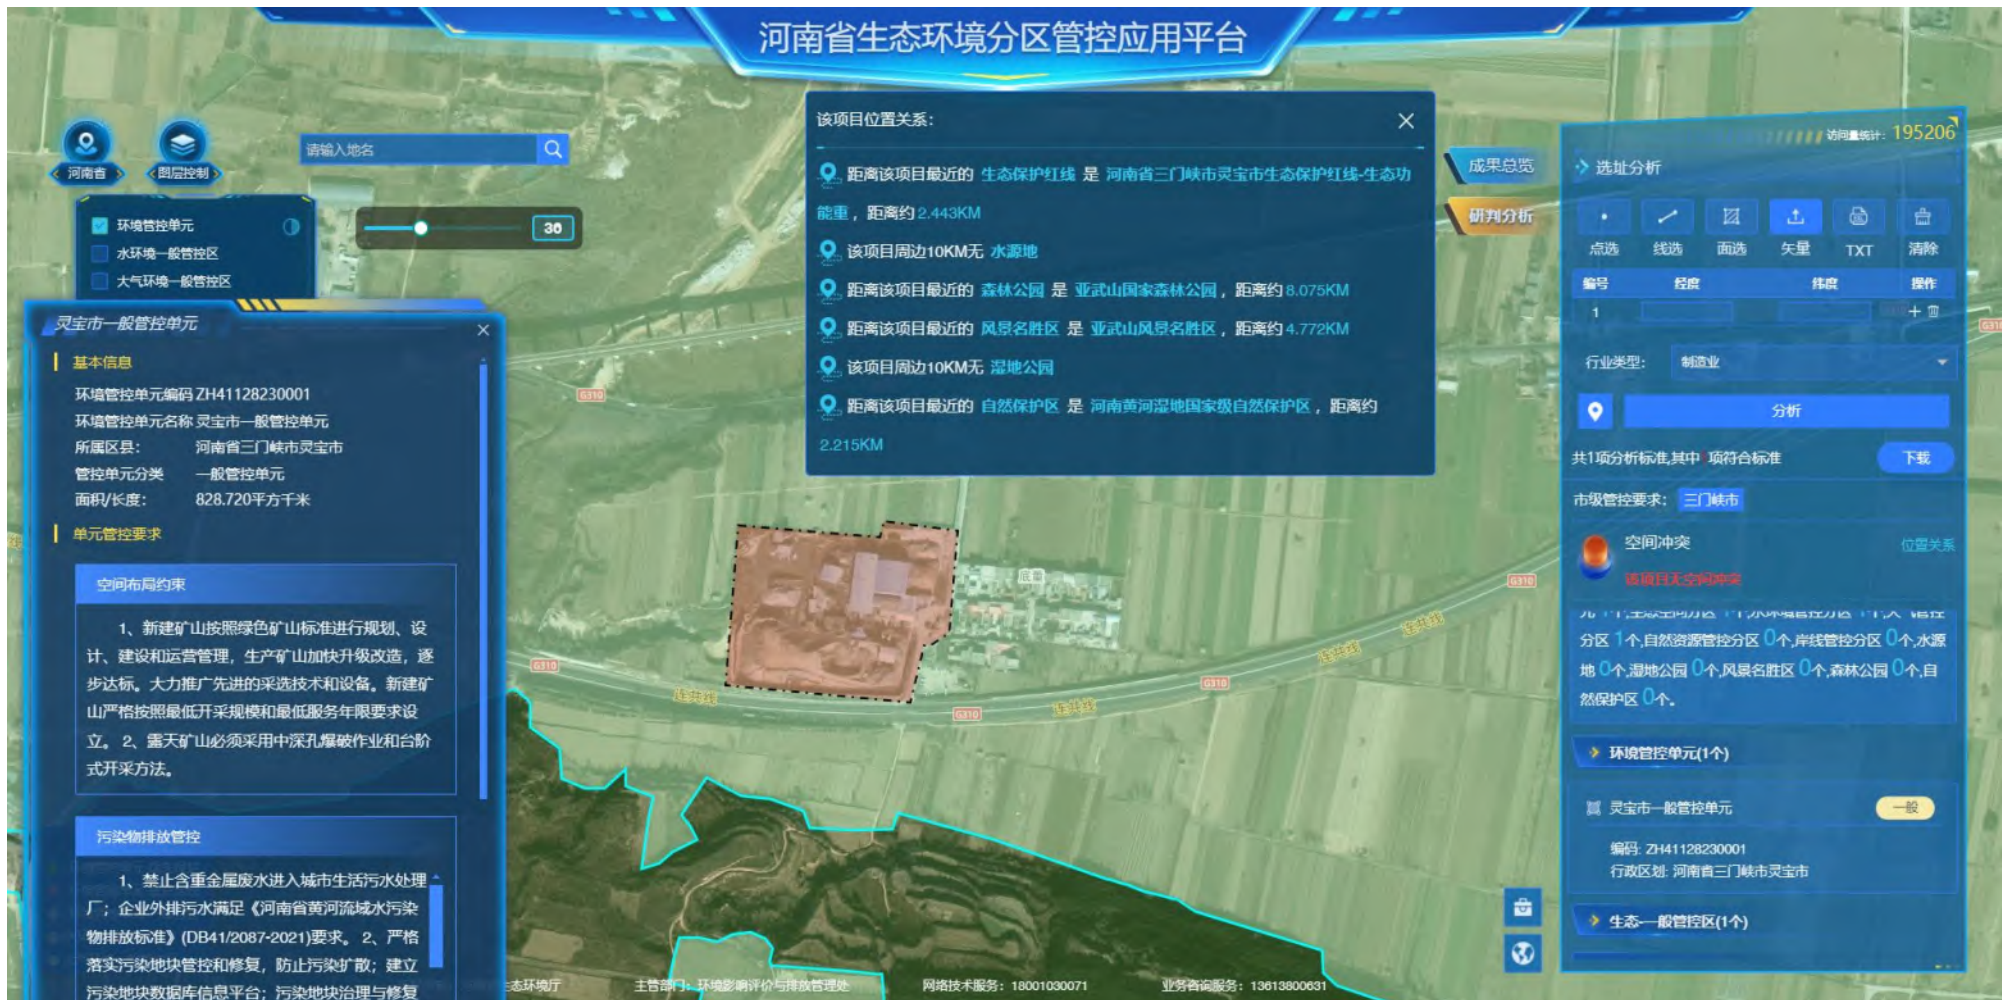 河南省生态环境分区管控应用平台
河南省
图层控制
请输入地名
环境管控单元
水环境一般管控区
大气环境一般管控区
30
灵宝市一般管控单元
基本信息
环境管控单元编码 ZH41128230001
环境管控单元名称 灵宝市一般管控单元
所属区县： 河南省三门峡市灵宝市
管控单元分类 一般管控单元
面积/长度： 828.720平方千米
单元管控要求
空间布局约束
1、新建矿山按照绿色矿山标准进行规划、设
计、建设和运营管理，生产矿山加快升级改造，逐
步达标。大力推广先进的采选技术和设备。新建矿
山严格按照最低开采规模和最低服务年限要求设
立。 2、露天矿山必须采用中深孔爆破作业和台阶
式开采方法。
污染物排放管控
1、禁止含重金属废水进入城市生活污水处理
厂；企业外排污水满足《河南省黄河流域水污染
物排放标准》(DB41/2087-2021)要求。 2、严格
落实污染地块管控和修复，防止污染扩散；建立
污染地块数据库信息平台；污染地块治理与修复
该项目位置关系：
距离该项目最近的 生态保护红线 是 河南省三门峡市灵宝市生态保护红线-生态功
能重 ，距离约2.443KM
该项目周边10KM无 水源地
距离该项目最近的 森林公园 是 亚武山国家森林公园 ，距离约8.075KM
距离该项目最近的 风景名胜区 是 亚武山风景名胜区 ，距离约4.772KM
该项目周边10KM无 湿地公园
距离该项目最近的 自然保护区 是 河南黄河湿地国家级自然保护区 ，距离约
2.215KM
成果总览
研判分析
访问量统计： 195206
选址分析
点选 线选 面选 矢量 TXT 清除
编号 经度 纬度 操作
1
行业类型： 制造业
分析
共1项分析标准,其中 项符合标准
下载
市级管控要求： 三门峡市
空间冲突
位置关系
该项目无空间冲突
分区 1个,自然资源管控分区 0个,岸线管控分区 0个,水源
地 0个,湿地公园 0个,风景名胜区 0个,森林公园 0个,自
然保护区 0个。
环境管控单元(1个)
灵宝市一般管控单元
一般
编码: ZH41128230001
行政区划: 河南省三门峡市灵宝市
生态一般管控区(1个)
G310
G310
G310
G310
G310
连共线
连共线
连共线
连共线
生态环境厅
主管部门：环境影响评价与排放管理处
网络技术服务：18001030071
业务咨询服务：13613800631